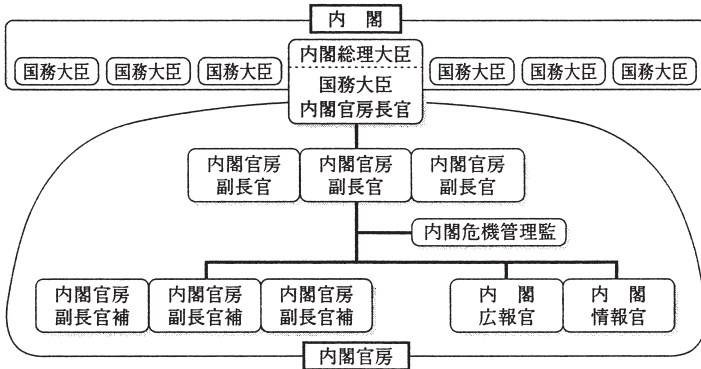 内　閣
内閣総理大臣
国務大臣　国務大臣　国務大臣　国務大臣　国務大臣　国務大臣　国務大臣
内閣官房長官
内閣官房　内閣官房　内閣官房
副長官　副長官　副長官
内閣危機管理監
内閣官房　内閣官房　内閣官房　内　閣　内　閣
副長官補　副長官補　副長官補　広報官　情報官
内閣官房